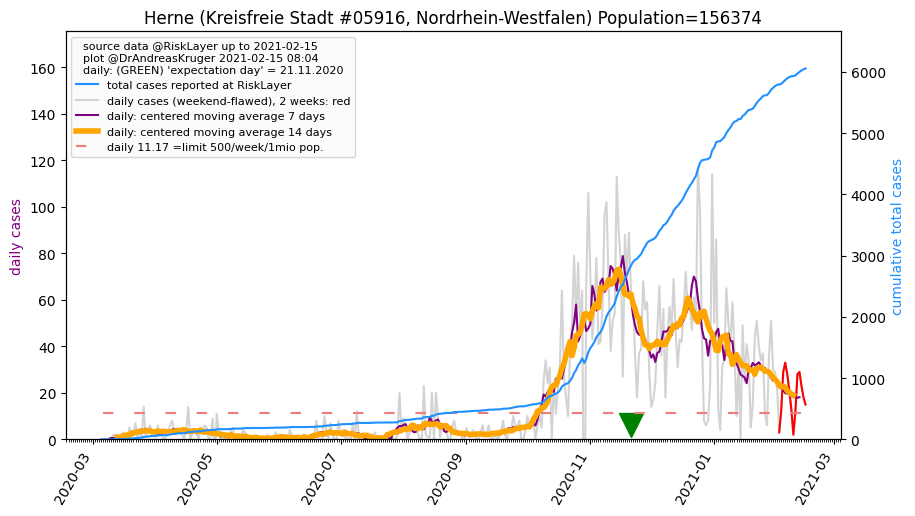 Herne (Kreisfreie Stadt #05916, Nordrhein-Westfalen) Population=156374
source data @RiskLayer up to 2021-02-15
plot @DrAndreasKruger 2021-02-15 08:04
daily: (GREEN) 'expectation day' = 21.11.2020
total cases reported at RiskLayer
daily cases (weekend-flawed), 2 weeks: red
daily: centered moving average 7 days
daily: centered moving average 14 days
daily 11.17 =limit 500/week/1mio pop.
daily cases
160
140
120
100
80
60
40
20
0
cumulative total cases
6000
5000
4000
3000
2000
1000
0
2020-03
2020-05
2020-07
2020-09
2020-11
2021-01
2021-03